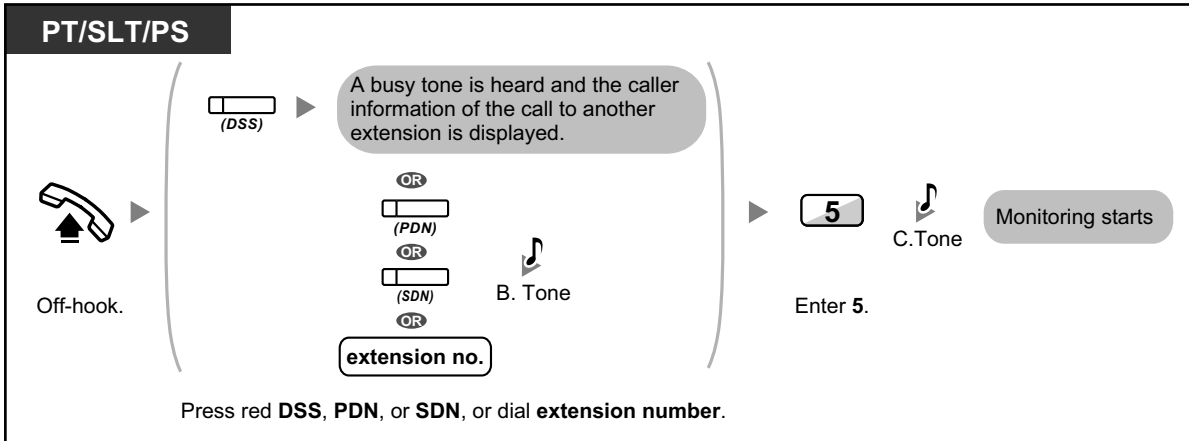 PT/SLT/PS
(DSS)
A busy tone is heard and the caller
information of the call to another
extension is displayed.
OR
(PDN)
OR
(SDN)
OR
extension no.
B. Tone
5
C.Tone
Monitoring starts
Off-hook.
Enter 5.
Press red DSS, PDN, or SDN, or dial extension number.